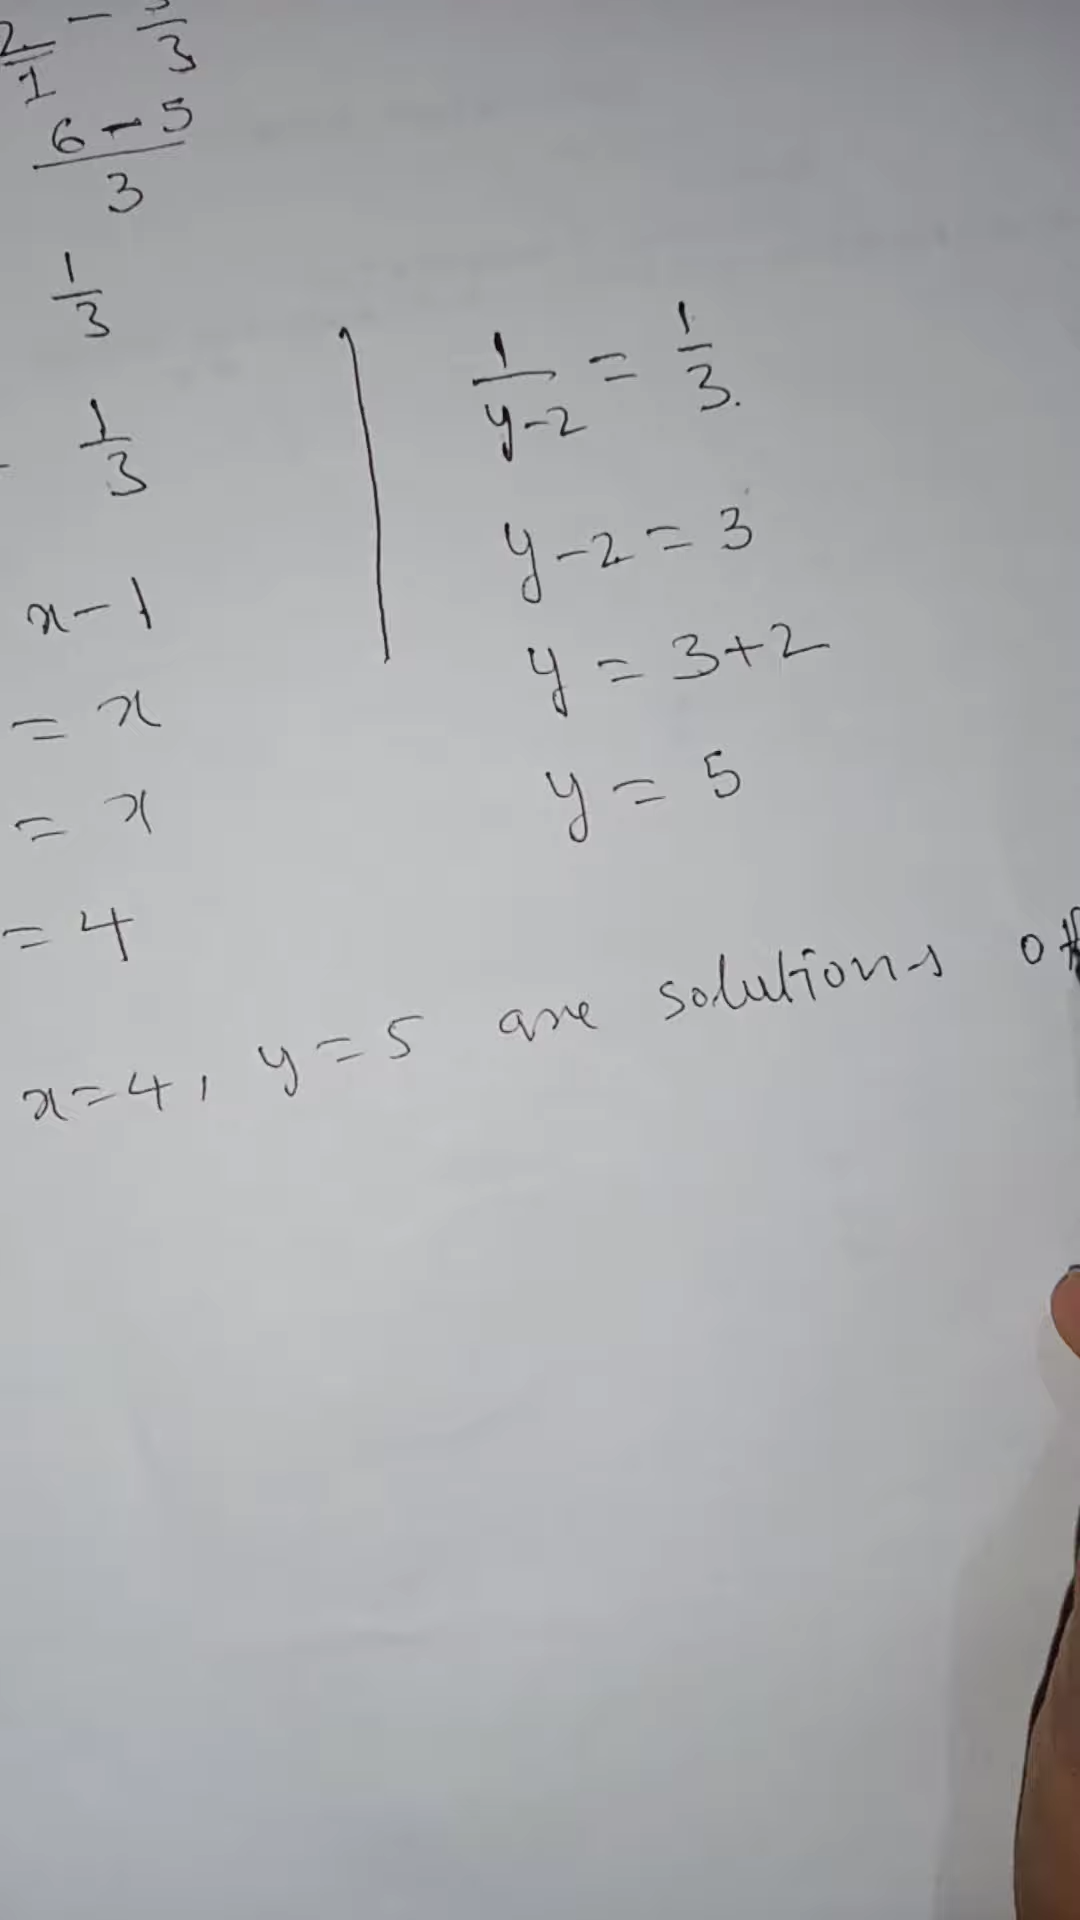 2/1 - 5/3
6-5/3
1/3
1/3
x-1
= x
= x
= 4
1/y-2 = 1/3.
y-2=3
y = 3+2
y = 5
x=4, y=5 are solutions of